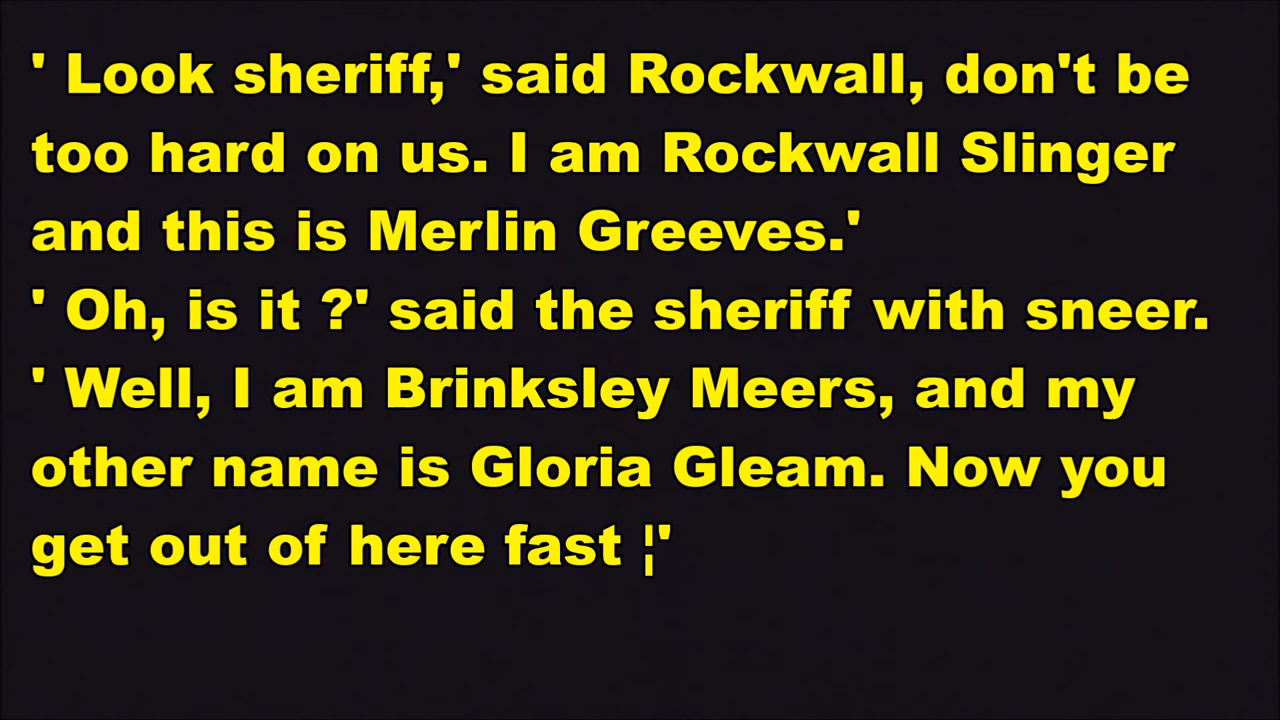 ' Look sheriff,' said Rockwall, don't be
too hard on us. I am Rockwall Slinger
and this is Merlin Greeves.'
' Oh, is it ?' said the sheriff with sneer.
' Well, I am Brinksley Meers, and my
other name is Gloria Gleam. Now you
get out of here fast ¦'